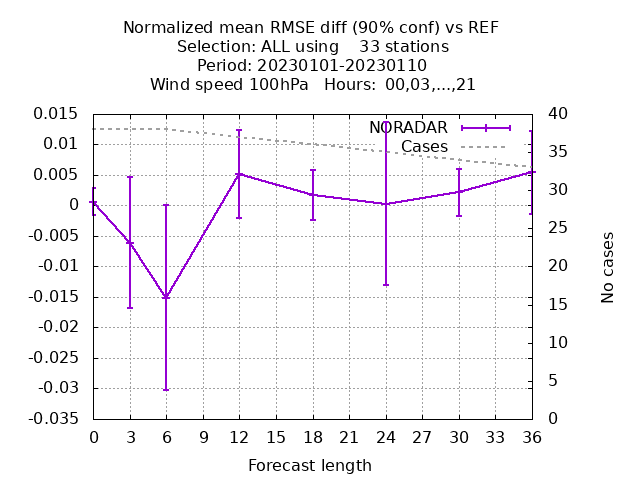 Normalized mean RMSE diff (90% conf) vs REF
Selection: ALL using    33 stations
Period: 20230101-20230110
Wind speed 100hPa   Hours: 00,03,...,21
0.015
0.01
0.005
0
-0.005
-0.01
-0.015
-0.02
-0.025
-0.03
-0.035
NORADAR
Cases
40
35
30
25
20
15
10
5
0
No cases
0 3 6 9 12 15 18 21 24 27 30 33 36
Forecast length